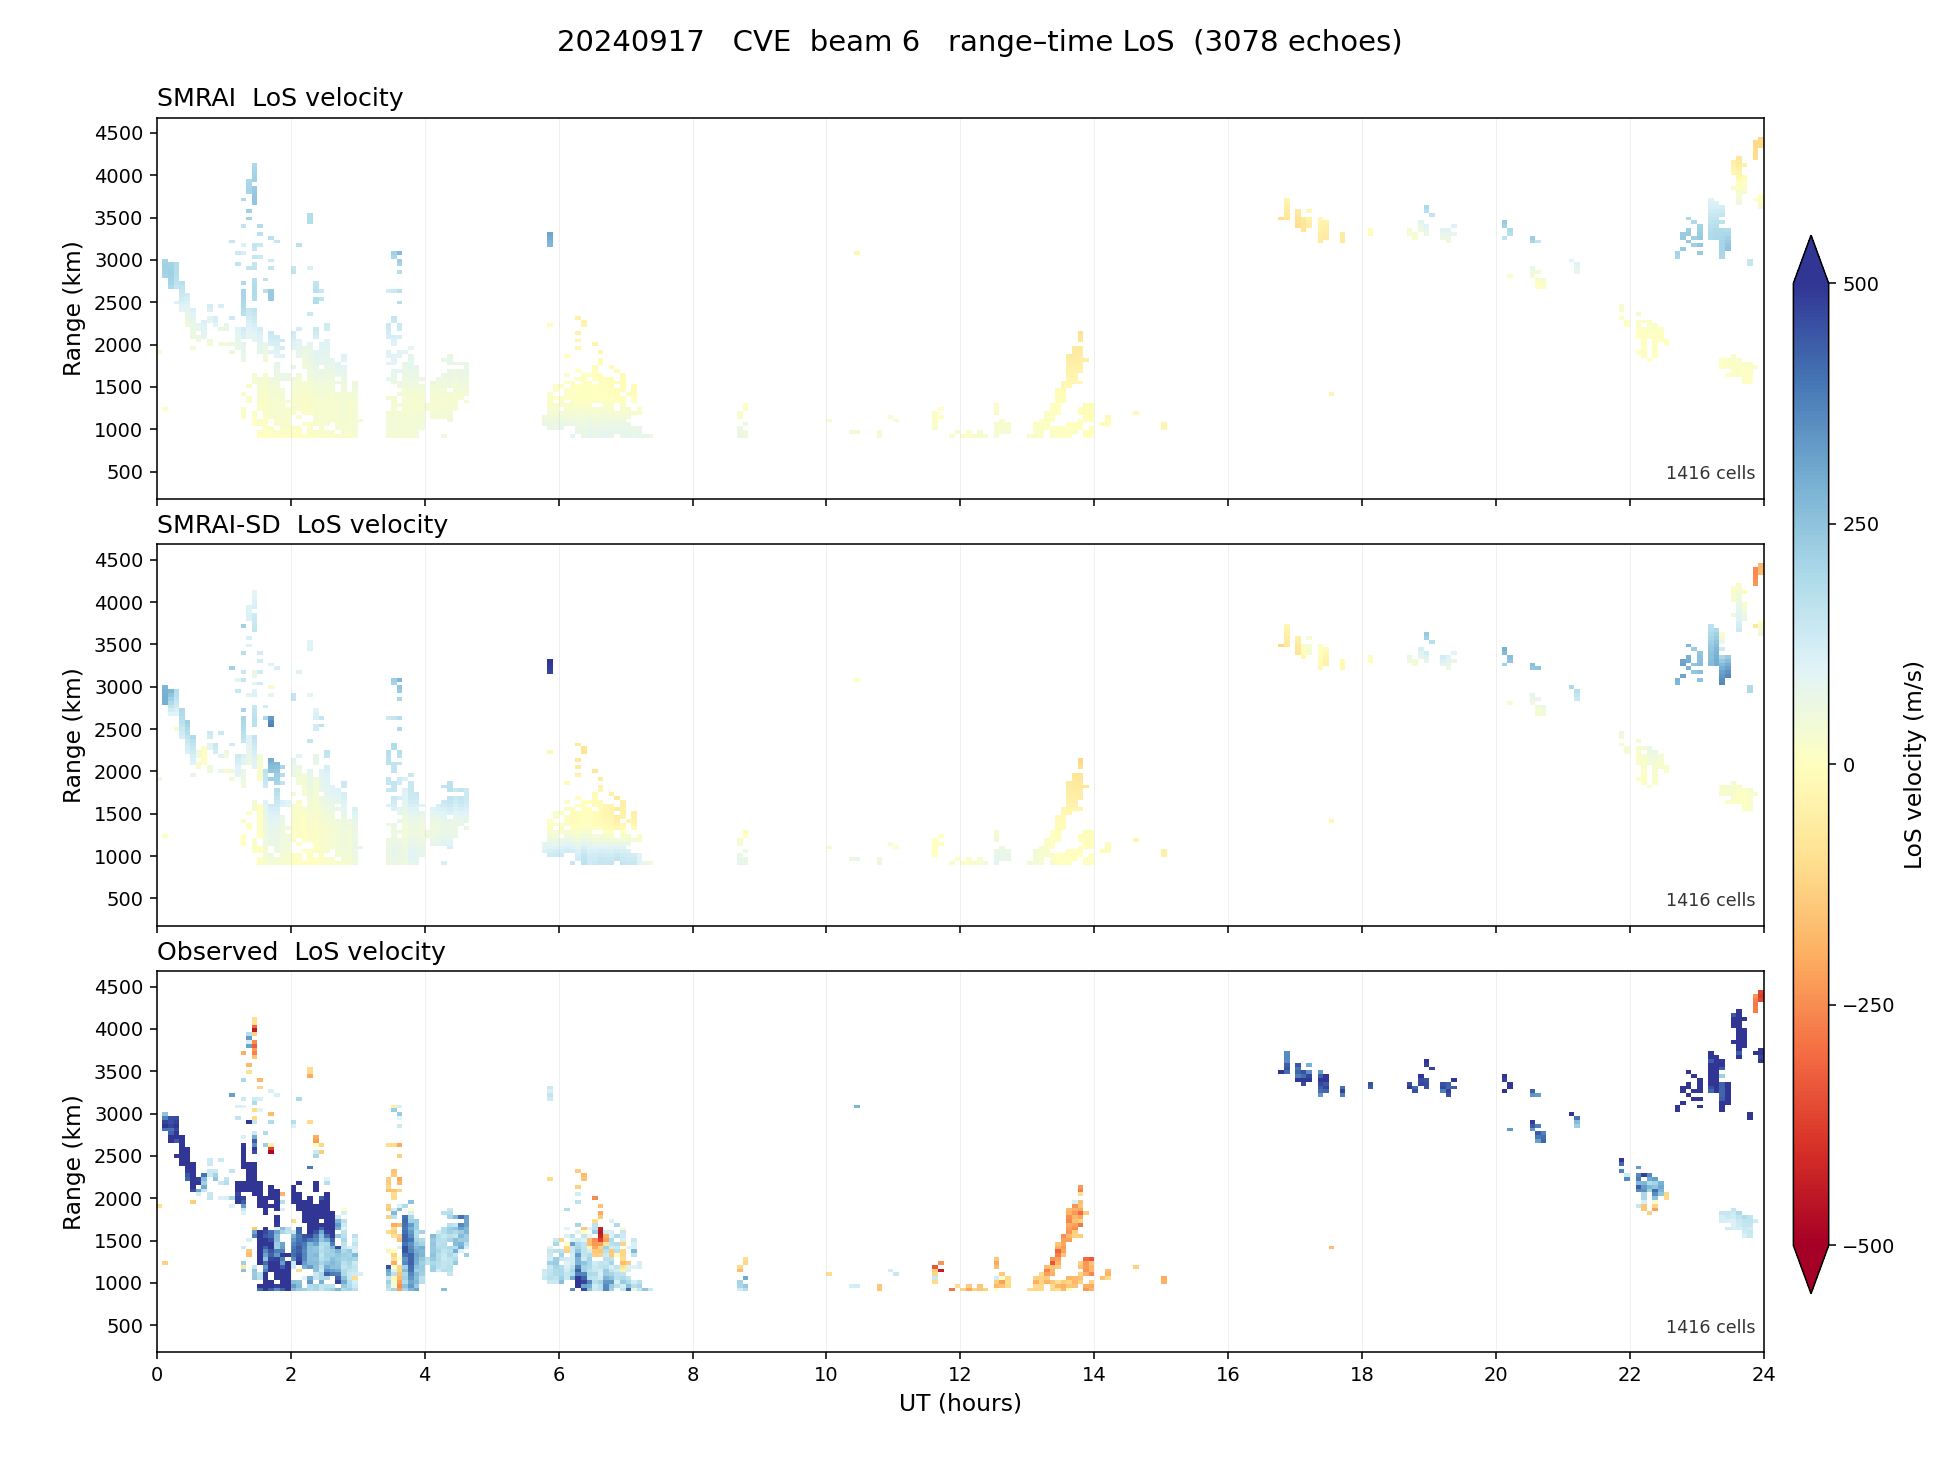 20240917   CVE  beam 6   range–time LoS  (3078 echoes)
SMRAI  LoS velocity
4500
4000
3500
3000
2500
2000
1500
1000
500
Range (km)
1416 cells
SMRAI-SD  LoS velocity
4500
4000
3500
3000
2500
2000
1500
1000
500
Range (km)
1416 cells
Observed  LoS velocity
4500
4000
3500
3000
2500
2000
1500
1000
500
Range (km)
1416 cells
0 2 4 6 8 10 12 14 16 18 20 22 24
UT (hours)
500
250
0
−250
−500
LoS velocity (m/s)